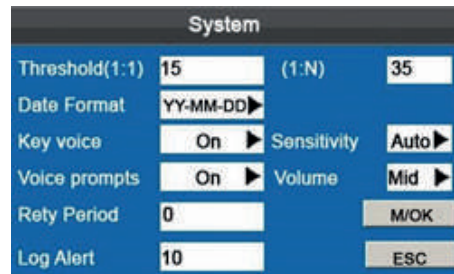 System
Threshold(1:1) 15 (1:N) 35
Date Format YY-MM-DD
Key voice On Sensitivity Auto
Voice prompts On Volume Mid
Rety Period 0 M/OK
Log Alert 10 ESC